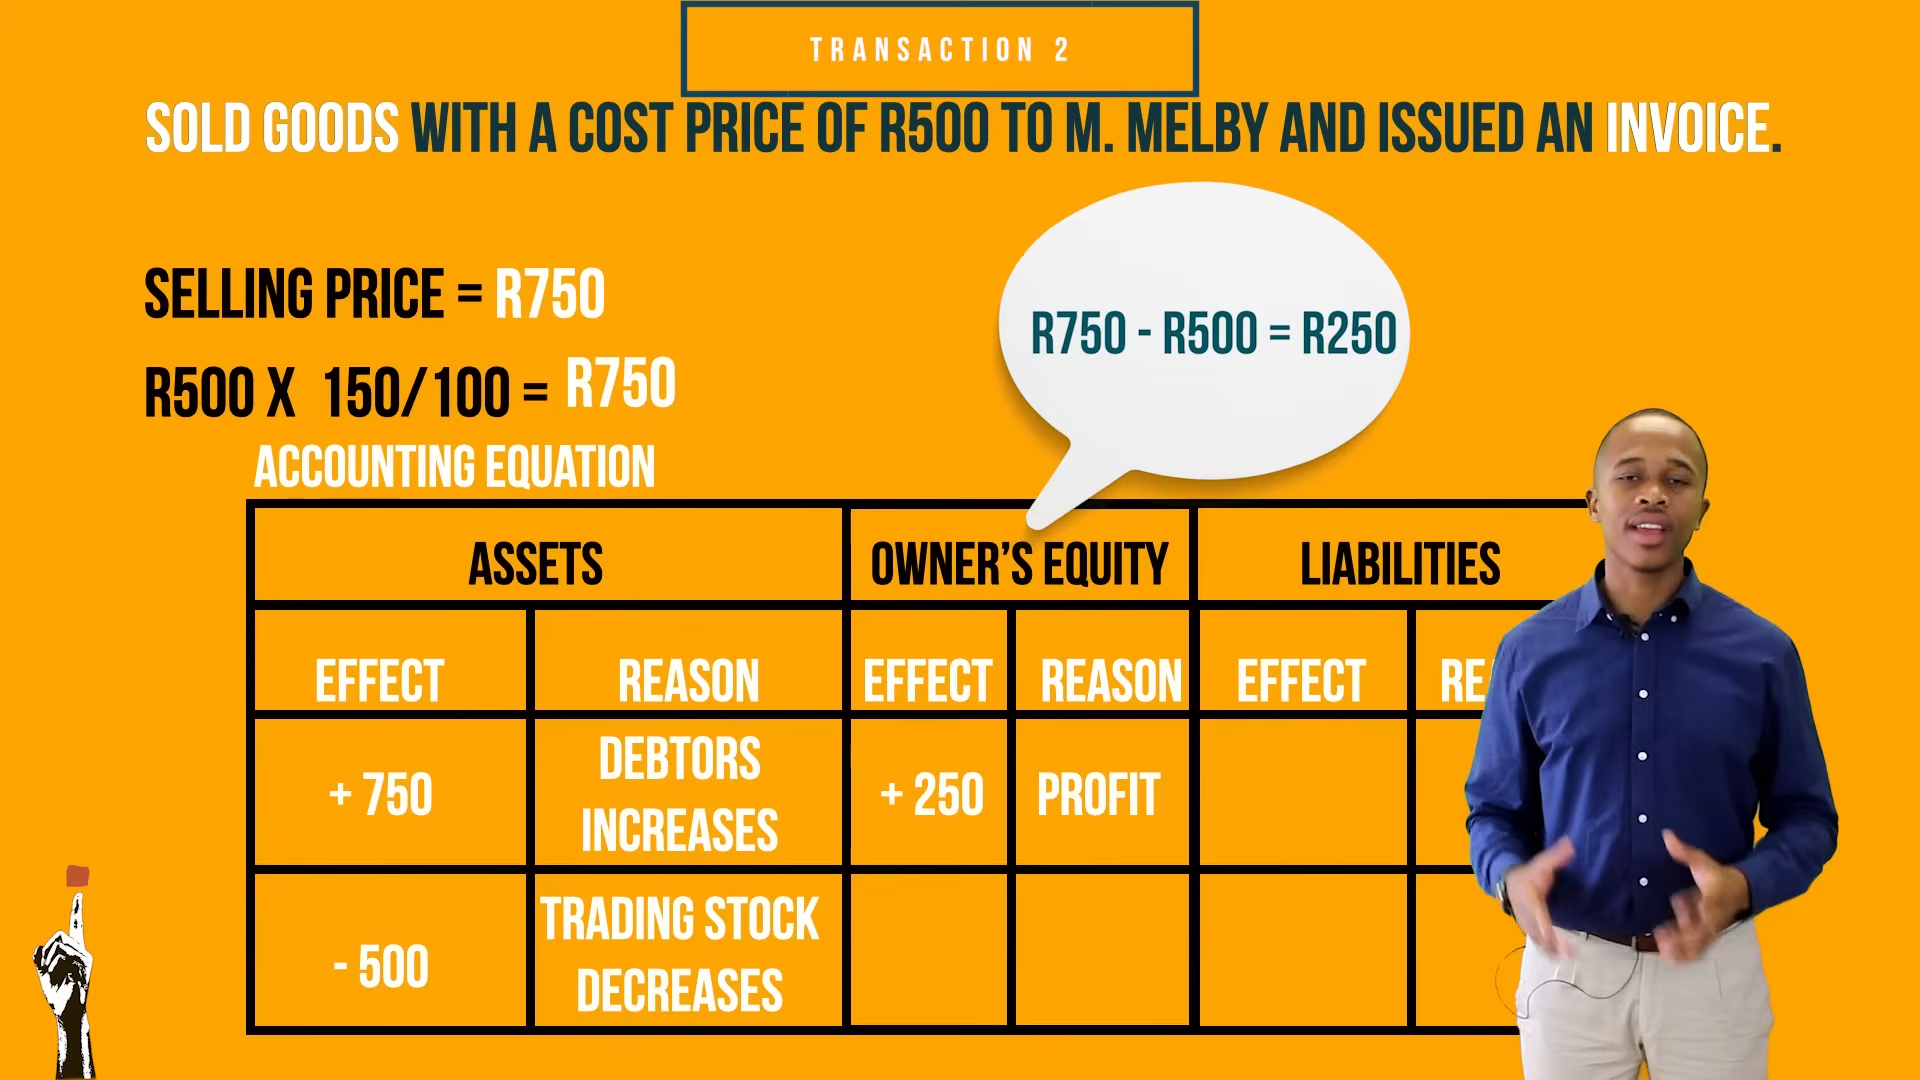 TRANSACTION 2
SOLD GOODS WITH A COST PRICE OF R500 TO M. MELBY AND ISSUED AN INVOICE.
SELLING PRICE = R750
R500 X 150/100 = R750
R750 - R500 = R250
ACCOUNTING EQUATION
ASSETS OWNER'S EQUITY LIABILITIES
EFFECT REASON EFFECT REASON EFFECT
+ 750 DEBTORS INCREASES + 250 PROFIT
- 500 TRADING STOCK DECREASES